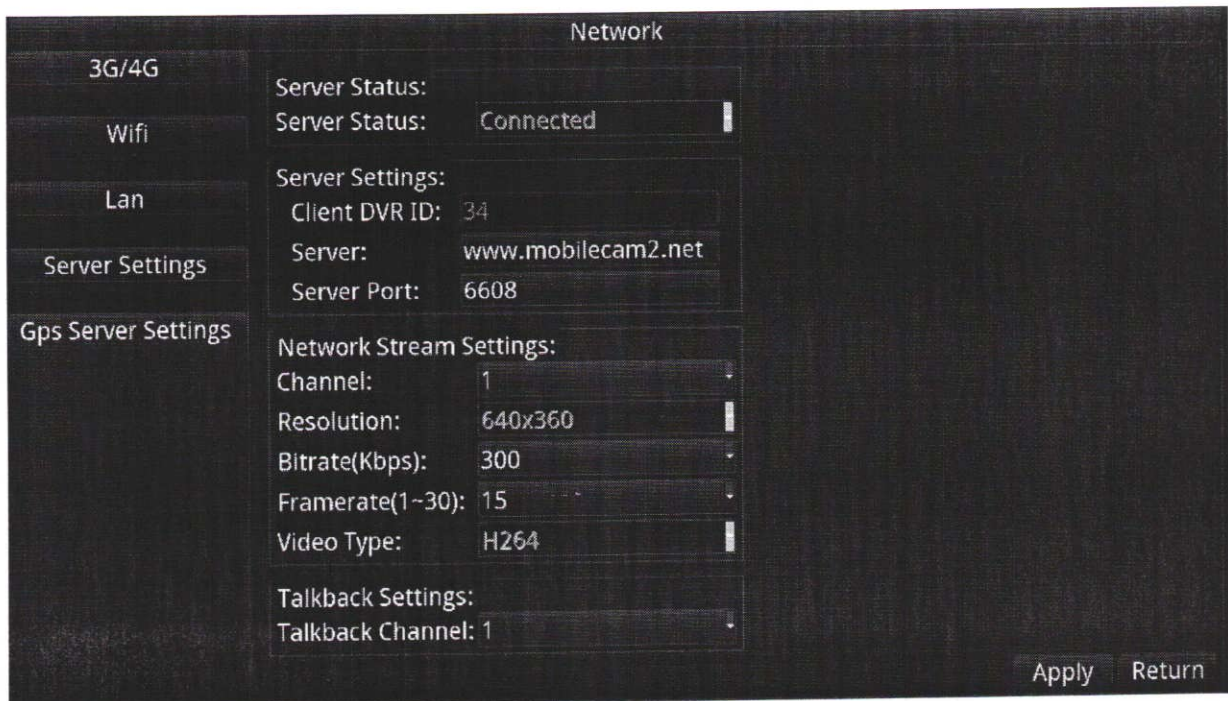 Network
3G/4G
Wifi
Lan
Server Settings
Gps Server Settings
Server Status:
Server Status: Connected
Server Settings:
Client DVR ID: 34
Server: www.mobilecam2.net
Server Port: 6608
Network Stream Settings:
Channel: 1
Resolution: 640x360
Bitrate(Kbps): 300
Framerate(1~30): 15
Video Type: H264
Talkback Settings:
Talkback Channel: 1
Apply Return